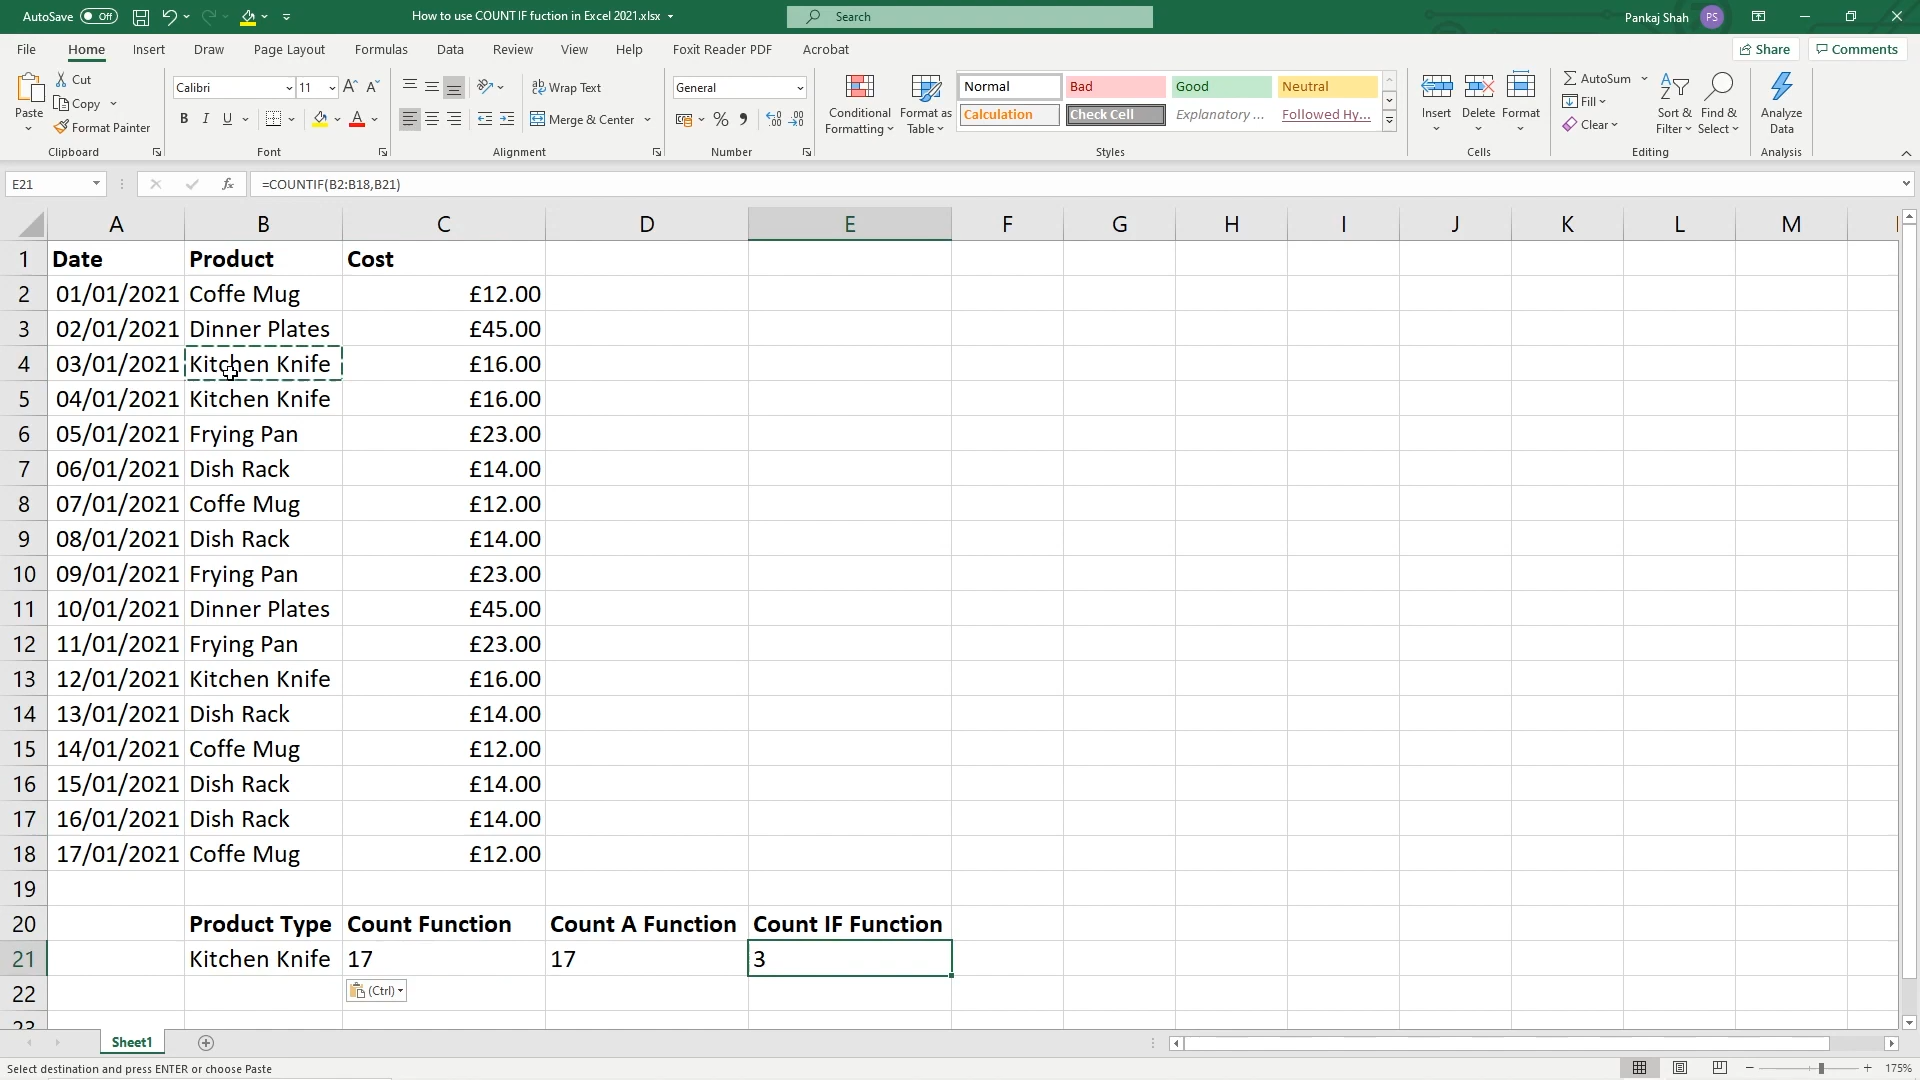 AutoSave Off How to use COUNT IF fuction in Excel 2021.xlsx Search Pankaj Shah PS
File Home Insert Draw Page Layout Formulas Data Review View Help Foxit Reader PDF Acrobat Share Comments
Paste Cut Copy Format Painter Clipboard
Calibri 11 A A B I U A Font
ab Wrap Text Merge & Center Alignment
General % Number
Conditional Formatting Format as Table
Normal Bad Good Neutral
Calculation Check Cell Explanatory ... Followed Hy...
Styles
Insert Delete Format Cells
AutoSum Fill Clear Sort & Filter Find & Select Editing
Analyze Data Analysis
E21 fx =COUNTIF(B2:B18,B21)
A B C D E F G H I J K L M
1 Date Product Cost
2 01/01/2021 Coffe Mug £12.00
3 02/01/2021 Dinner Plates £45.00
4 03/01/2021 Kitchen Knife £16.00
5 04/01/2021 Kitchen Knife £16.00
6 05/01/2021 Frying Pan £23.00
7 06/01/2021 Dish Rack £14.00
8 07/01/2021 Coffe Mug £12.00
9 08/01/2021 Dish Rack £14.00
10 09/01/2021 Frying Pan £23.00
11 10/01/2021 Dinner Plates £45.00
12 11/01/2021 Frying Pan £23.00
13 12/01/2021 Kitchen Knife £16.00
14 13/01/2021 Dish Rack £14.00
15 14/01/2021 Coffe Mug £12.00
16 15/01/2021 Dish Rack £14.00
17 16/01/2021 Dish Rack £14.00
18 17/01/2021 Coffe Mug £12.00
19
20 Product Type Count Function Count A Function Count IF Function
21 Kitchen Knife 17 17 3
22 (Ctrl)
23
Sheet1
Select destination and press ENTER or choose Paste 175%